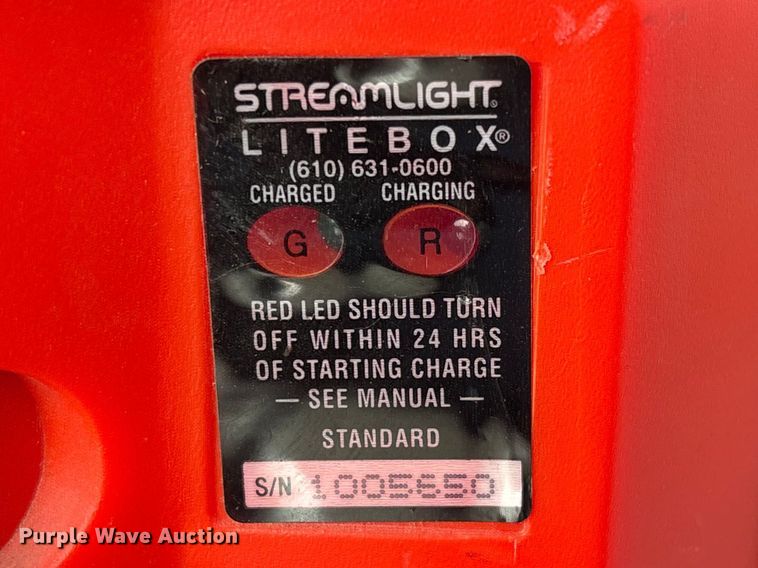 STREAMLIGHT®
LITEBOX®
(610) 631-0600
CHARGED CHARGING
G R
RED LED SHOULD TURN
OFF WITHIN 24 HRS
OF STARTING CHARGE
— SEE MANUAL —
STANDARD
S/N 1005650
Purple Wave Auction